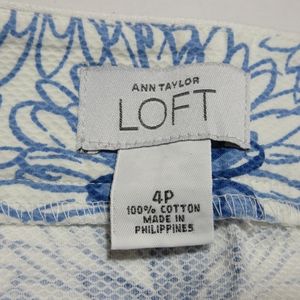 ANN TAYLOR
LOFT
4P
100% COTTON
MADE IN
PHILIPPINES